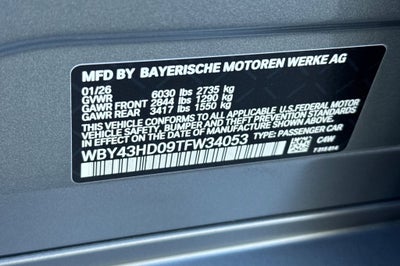 MFD BY BAYERISCHE MOTOREN WERKE AG
01/26
GVWR 6030 lbs 2735 kg
GAWR FRONT 2844 lbs 1290 kg
GAWR REAR 3417 lbs 1550 kg
THIS VEHICLE CONFORMS TO ALL APPLICABLE U.S. FEDERAL
MOTOR VEHICLE SAFETY, BUMPER, AND THEFT PREVENTION STANDARDS
IN EFFECT ON THE DATE OF MANUFACTURE SHOWN ABOVE.
WBY43HD09TFW34053 TYPE: PASSENGER CAR
C4W